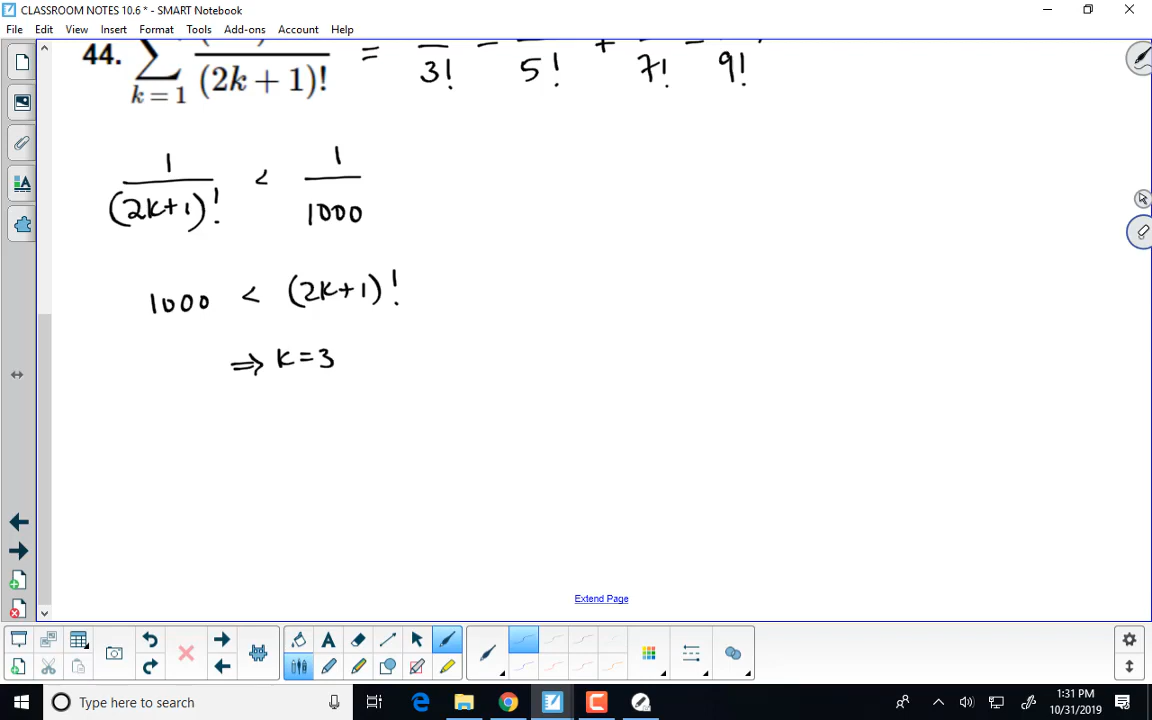 CLASSROOM NOTES 10.6 * - SMART Notebook
File Edit View Insert Format Tools Add-ons Account Help
44. ∑ k = 1 (2k + 1)! = 3! − 5! + 7! − 9!
1/(2k+1)! < 1/1000
1000 < (2k+1)!
⇒ k = 3
Extend Page
Type here to search
1:31 PM
10/31/2019